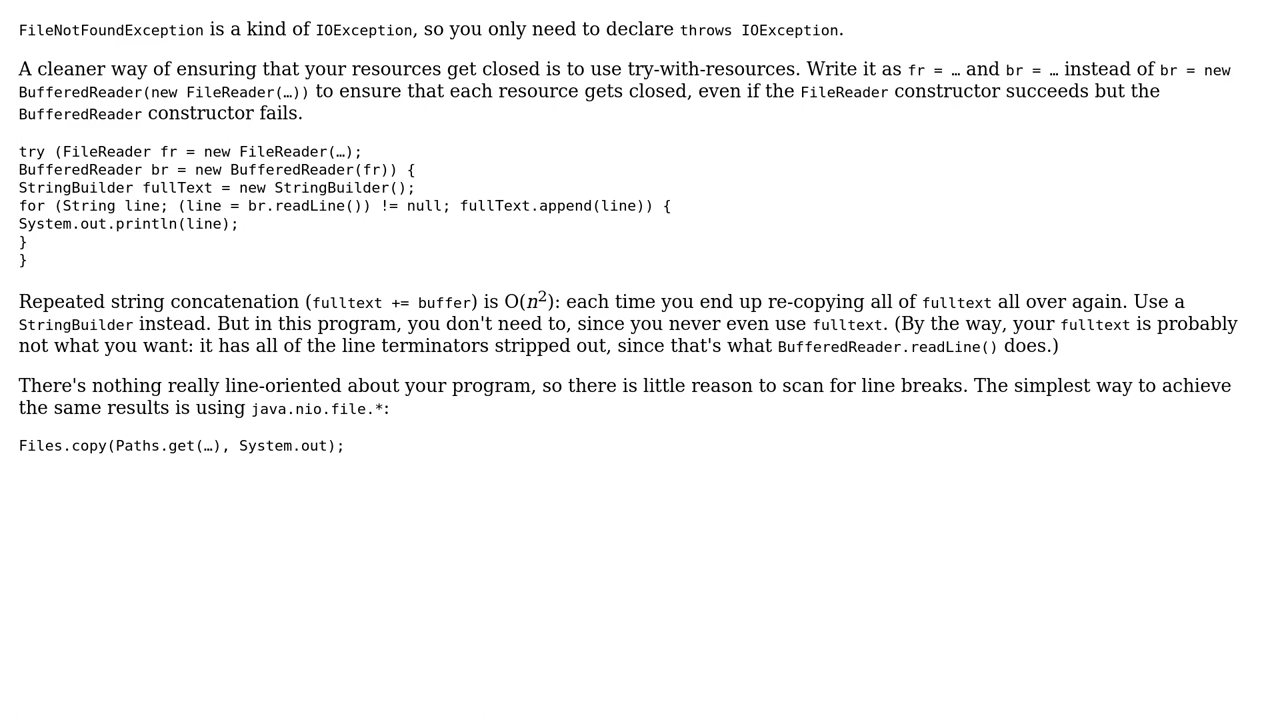 FileNotFoundException is a kind of IOException, so you only need to declare throws IOException.
A cleaner way of ensuring that your resources get closed is to use try-with-resources. Write it as fr = … and br = … instead of br = new
BufferedReader(new FileReader(…)) to ensure that each resource gets closed, even if the FileReader constructor succeeds but the
BufferedReader constructor fails.
try (FileReader fr = new FileReader(…);
BufferedReader br = new BufferedReader(fr)) {
StringBuilder fullText = new StringBuilder();
for (String line; (line = br.readLine()) != null; fullText.append(line)) {
System.out.println(line);
}
}
Repeated string concatenation (fulltext += buffer) is O(n²): each time you end up re-copying all of fulltext all over again. Use a
StringBuilder instead. But in this program, you don't need to, since you never even use fulltext. (By the way, your fulltext is probably
not what you want: it has all of the line terminators stripped out, since that's what BufferedReader.readLine() does.)
There's nothing really line-oriented about your program, so there is little reason to scan for line breaks. The simplest way to achieve
the same results is using java.nio.file.*:
Files.copy(Paths.get(…), System.out);